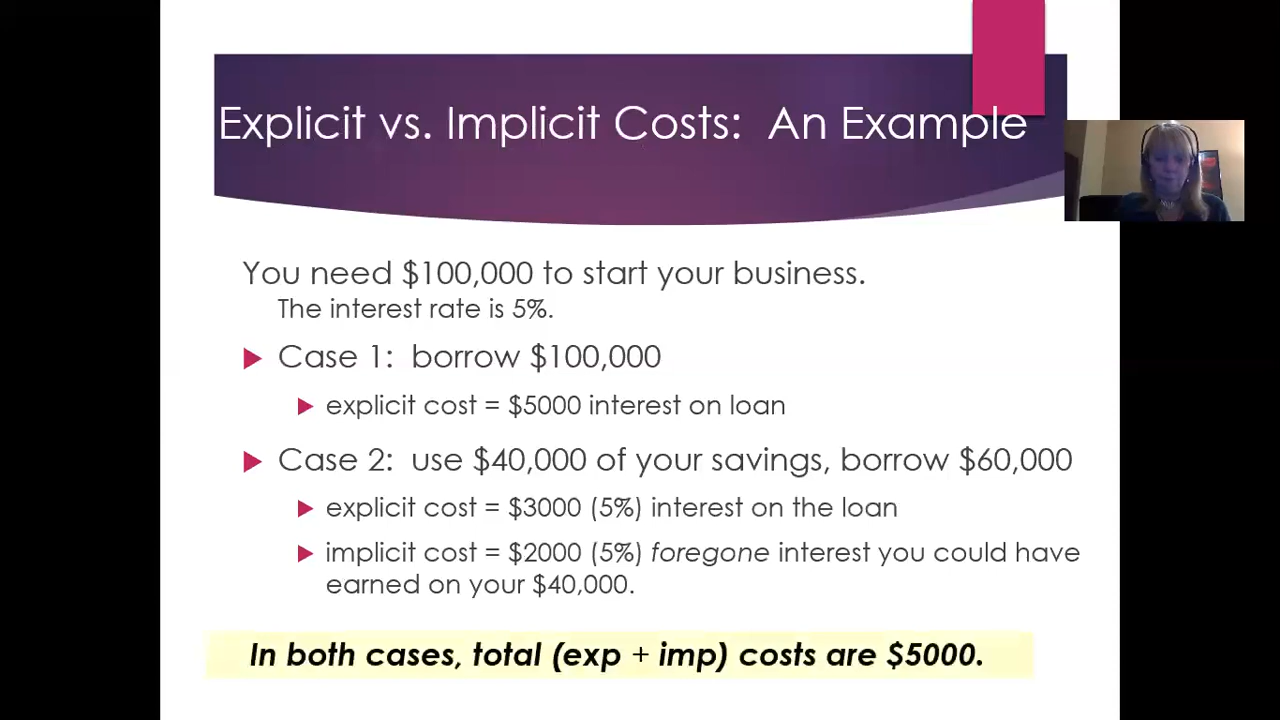 Explicit vs. Implicit Costs: An Example
You need $100,000 to start your business.
The interest rate is 5%.
Case 1: borrow $100,000
explicit cost = $5000 interest on loan
Case 2: use $40,000 of your savings, borrow $60,000
explicit cost = $3000 (5%) interest on the loan
implicit cost = $2000 (5%) foregone interest you could have
earned on your $40,000.
In both cases, total (exp + imp) costs are $5000.